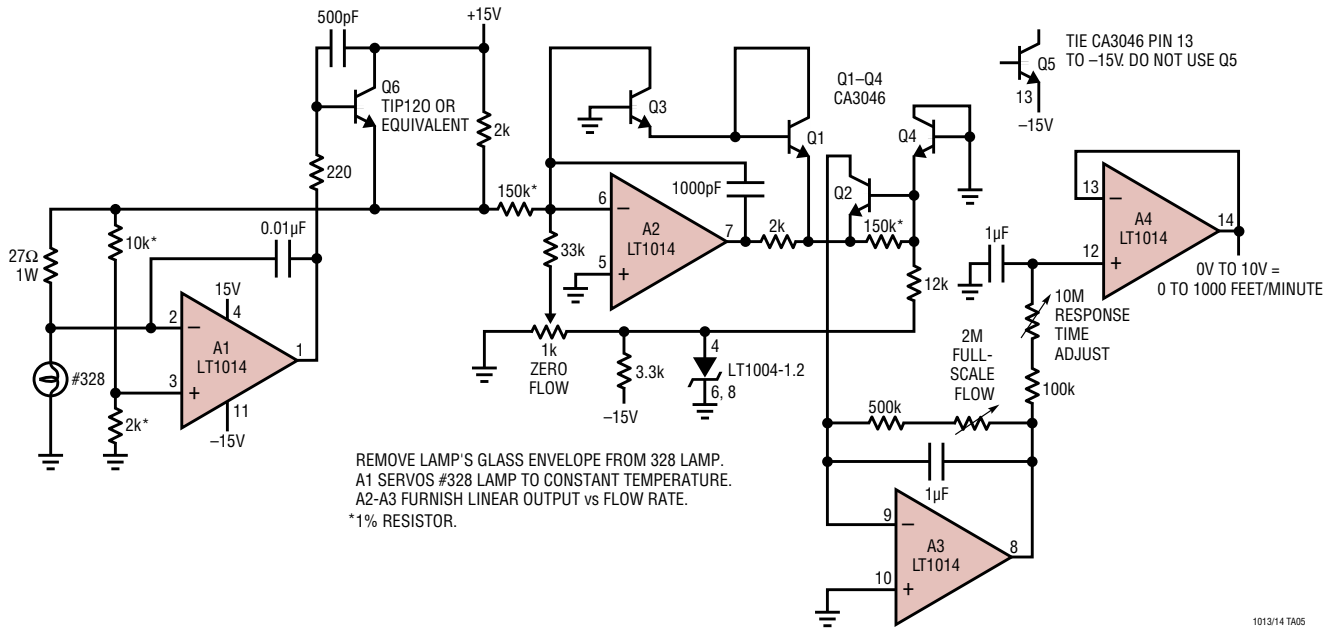 500pF
+15V
Q6
TIP120 OR
EQUIVALENT
2k
220
Q3
Q1
Q1–Q4
CA3046
Q4
Q5
13
–15V
TIE CA3046 PIN 13
TO –15V. DO NOT USE Q5
27Ω
1W
10k*
0.01µF
150k*
6
5
A2
LT1014
7
1000pF
2k
33k
Q2
150k*
12k
1µF
13
12
A4
LT1014
14
0V TO 10V =
0 TO 1000 FEET/MINUTE
#328
2
3
15V
4
A1
LT1014
1
11
–15V
2k*
1k
ZERO
FLOW
3.3k
–15V
4
LT1004-1.2
6, 8
10M
RESPONSE
TIME
ADJUST
2M
FULL-
SCALE
FLOW
100k
500k
1µF
9
10
A3
LT1014
8
REMOVE LAMP'S GLASS ENVELOPE FROM 328 LAMP.
A1 SERVOS #328 LAMP TO CONSTANT TEMPERATURE.
A2-A3 FURNISH LINEAR OUTPUT vs FLOW RATE.
*1% RESISTOR.
1013/14 TA05